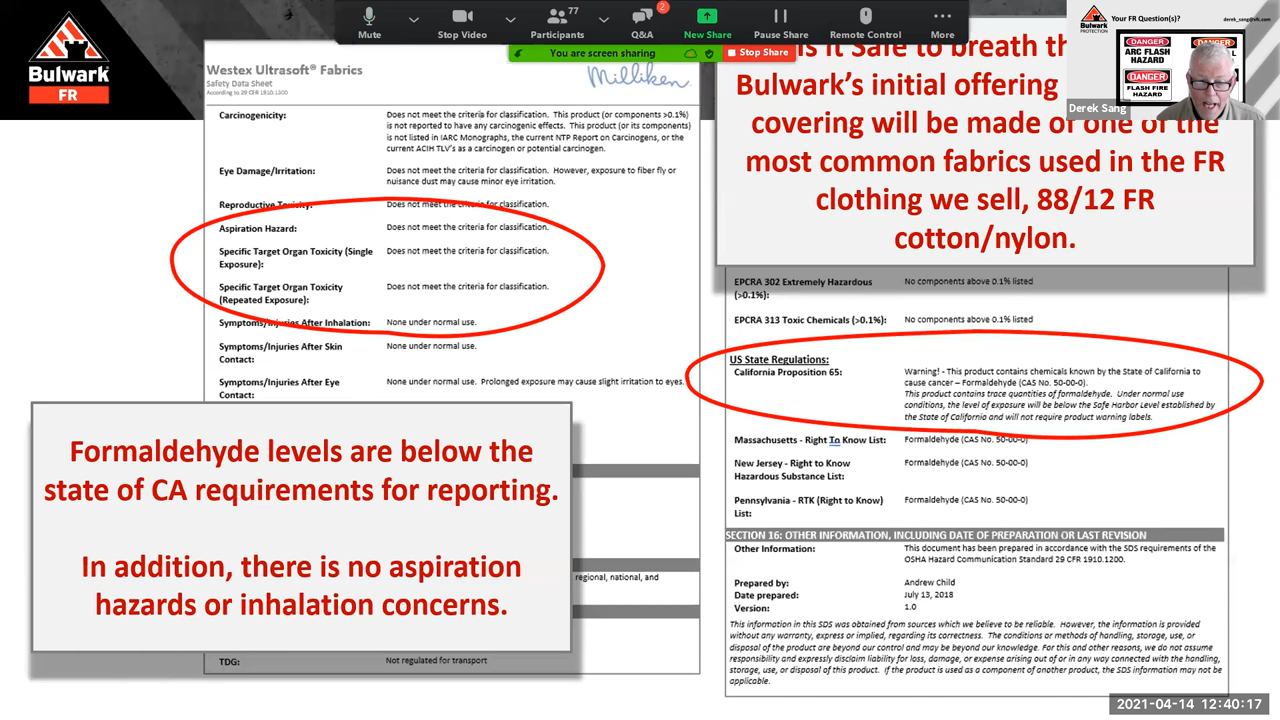 Mute
Stop Video
77
Participants
2
Q&A
New Share
Pause Share
Remote Control
More
You are screen sharing
Stop Share
Bulwark
PROTECTION
Your FR Question(s)?
DANGER
ARC FLASH
HAZARD
DANGER
FLASH FIRE
HAZARD
Derek Sang
Bulwark
FR
Westex Ultrasoft® Fabrics
Safety Data Sheet
According to 29 CFR 1910.1200
Milliken
Carcinogenicity: Does not meet the criteria for classification. This product (or components >0.1%)
is not reported to have any carcinogenic effects. This product (or its components)
is not listed in IARC Monographs, the current NTP Report on Carcinogens, or
the current ACIH TLV's as a carcinogen or potential carcinogen.
Eye Damage/Irritation: Does not meet the criteria for classification. However, exposure to fiber fly or
nuisance dust may cause minor eye irritation.
Reproductive Toxicity: Does not meet the criteria for classification.
Aspiration Hazard: Does not meet the criteria for classification.
Specific Target Organ Toxicity (Single Does not meet the criteria for classification.
Exposure):
Specific Target Organ Toxicity Does not meet the criteria for classification.
(Repeated Exposure):
Symptoms/Injuries After Inhalation: None under normal use.
Symptoms/Injuries After Skin None under normal use.
Contact:
Symptoms/Injuries After Eye None under normal use. Prolonged exposure may cause slight irritation to eyes.
Contact:
Formaldehyde levels are below the
state of CA requirements for reporting.
In addition, there is no aspiration
hazards or inhalation concerns.
regional, national, and
TDG: Not regulated for transport
it Safe to breath
Bulwark's initial offering
covering will be made of one of the
most common fabrics used in the FR
clothing we sell, 88/12 FR
cotton/nylon.
EPCRA 302 Extremely Hazardous No components above 0.1% listed
(>0.1%):
EPCRA 313 Toxic Chemicals (>0.1%): No components above 0.1% listed
US State Regulations:
California Proposition 65: Warning! - This product contains chemicals known by the State of California to
cause cancer – Formaldehyde (CAS No. 50-00-0).
This product contains trace quantities of formaldehyde. Under normal use
conditions, the level of exposure will be below the Safe Harbor Level established by
the State of California and will not require product warning labels.
Massachusetts - Right To Know List: Formaldehyde (CAS No. 50-00-0)
New Jersey - Right to Know Formaldehyde (CAS No. 50-00-0)
Hazardous Substance List:
Pennsylvania - RTK (Right to Know) Formaldehyde (CAS No. 50-00-0)
List:
SECTION 16: OTHER INFORMATION, INCLUDING DATE OF PREPARATION OR LAST REVISION
Other Information: This document has been prepared in accordance with the SDS requirements of the
OSHA Hazard Communication Standard 29 CFR 1910.1200.
Prepared by: Andrew Child
Date prepared: July 13, 2018
Version: 1.0
This information in this SDS was obtained from sources which we believe to be reliable. However, the information is provided
without any warranty, express or implied, regarding its correctness. The conditions or methods of handling, storage, use, or
disposal of the product are beyond our control and may be beyond our knowledge. For this and other reasons, we do not assume
responsibility and expressly disclaim liability for loss, damage, or expense arising out of or in any way connected with the handling,
storage, use, or disposal of this product. If the product is used as a component of another product, the SDS information may not be
applicable.
2021-04-14 12:40:17